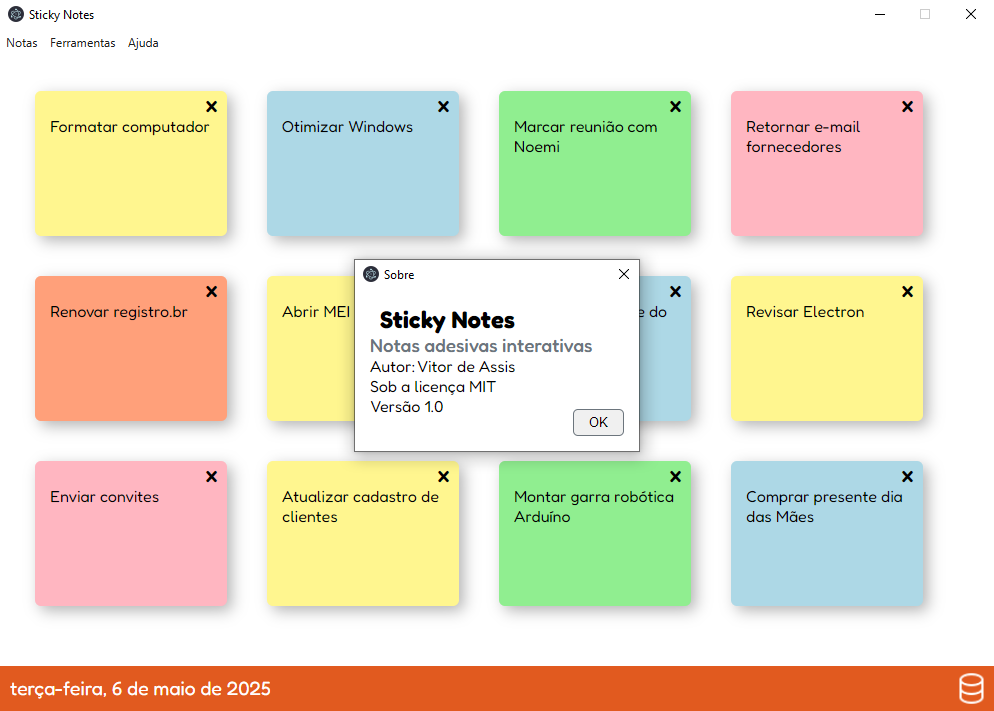 Sticky Notes
Notas Ferramentas Ajuda
Formatar computador
Otimizar Windows
Marcar reunião com
Noemi
Retornar e-mail
fornecedores
Renovar registro.br
Abrir MEI
do
Revisar Electron
Sobre
Sticky Notes
Notas adesivas interativas
Autor: Vitor de Assis
Sob a licença MIT
Versão 1.0
OK
Enviar convites
Atualizar cadastro de
clientes
Montar garra robótica
Arduíno
Comprar presente dia
das Mães
terça-feira, 6 de maio de 2025